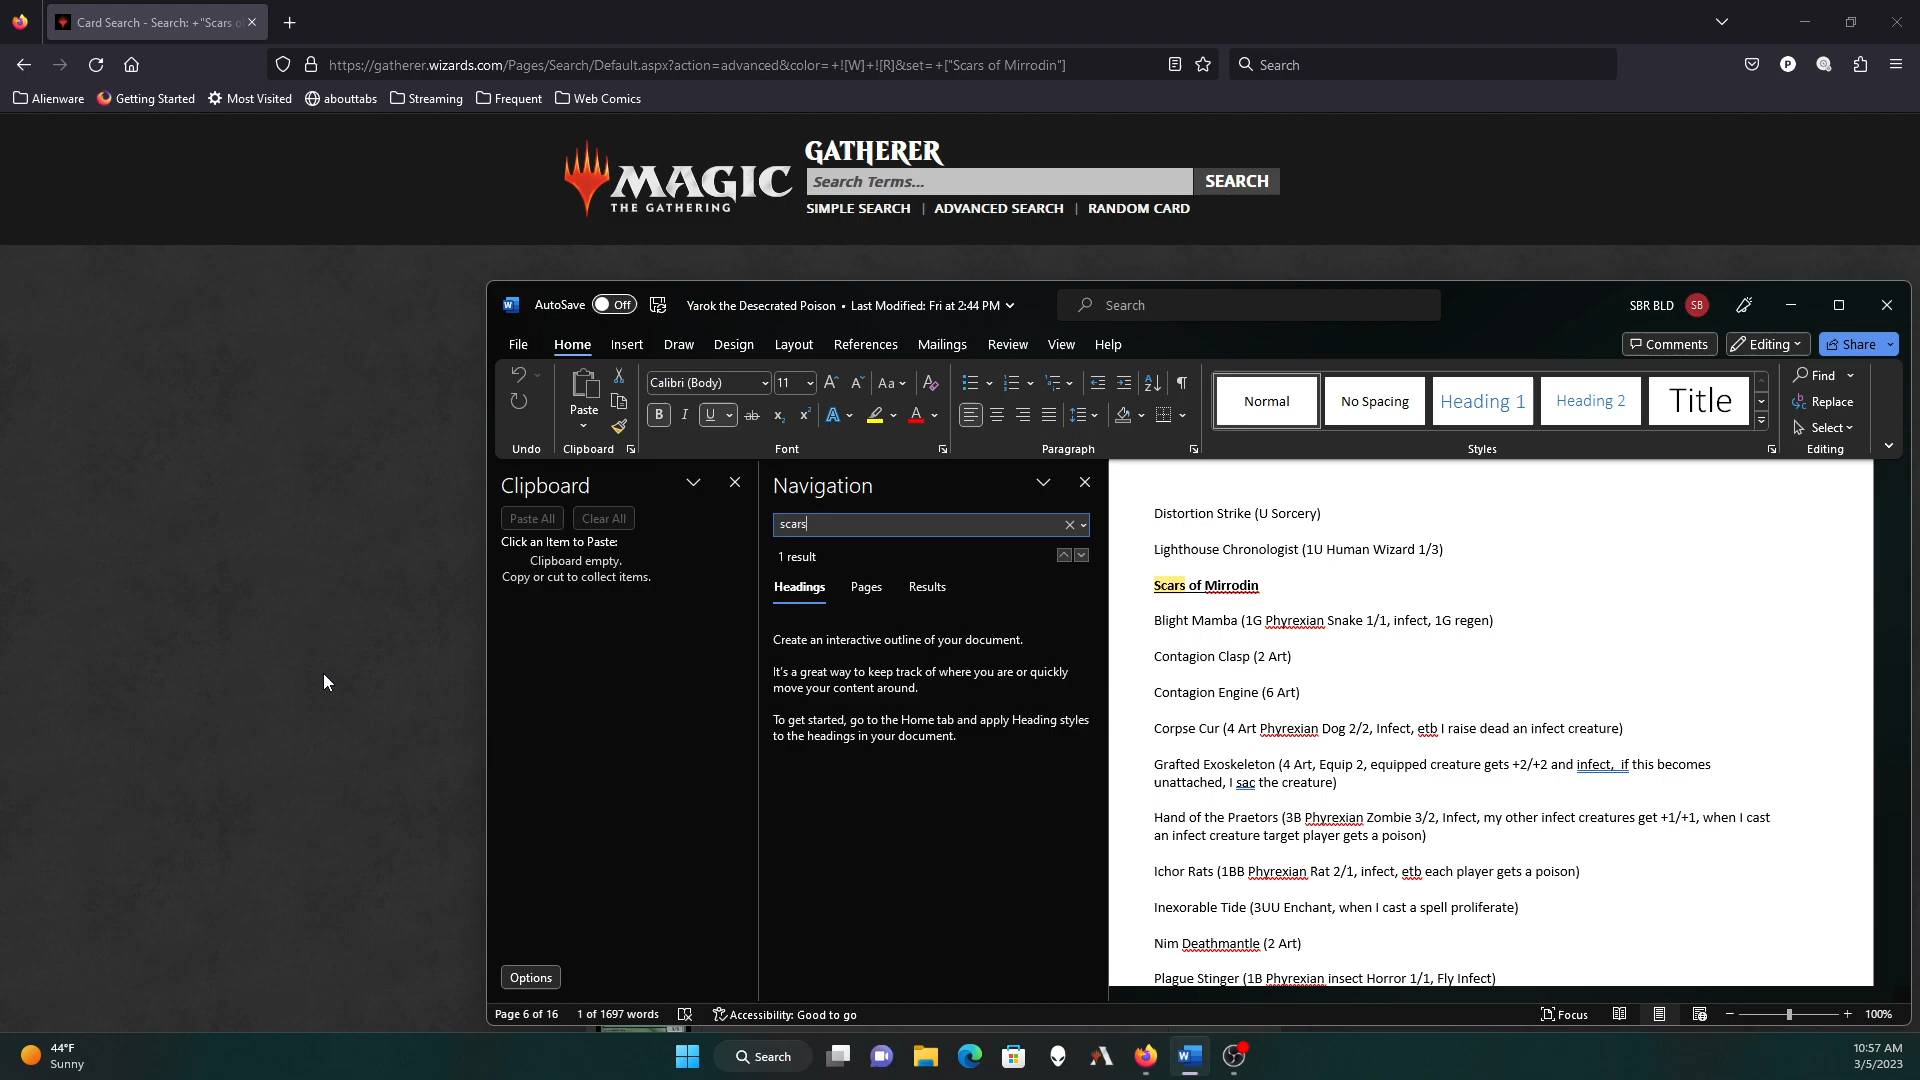 Card Search - Search: +"Scars o
https://gatherer.wizards.com/Pages/Search/Default.aspx?action=advanced&color=+![W]+![R]&set=+["Scars of Mirrodin"]
Search
P
Alienware
Getting Started
Most Visited
abouttabs
Streaming
Frequent
Web Comics
MAGIC
THE GATHERING
GATHERER
Search Terms...
SEARCH
SIMPLE SEARCH | ADVANCED SEARCH | RANDOM CARD
AutoSave
Off
Yarok the Desecrated Poison • Last Modified: Fri at 2:44 PM
Search
SBR BLD
SB
File
Home
Insert
Draw
Design
Layout
References
Mailings
Review
View
Help
Comments
Editing
Share
Paste
Calibri (Body)
11
Normal
No Spacing
Heading 1
Heading 2
Title
Find
Replace
Select
Undo
Clipboard
Font
Paragraph
Styles
Editing
Clipboard
Paste All
Clear All
Click an Item to Paste:
Clipboard empty.
Copy or cut to collect items.
Options
Navigation
scars
1 result
Headings
Pages
Results
Create an interactive outline of your document.
It's a great way to keep track of where you are or quickly
move your content around.
To get started, go to the Home tab and apply Heading styles
to the headings in your document.
Distortion Strike (U Sorcery)
Lighthouse Chronologist (1U Human Wizard 1/3)
Scars of Mirrodin
Blight Mamba (1G Phyrexian Snake 1/1, infect, 1G regen)
Contagion Clasp (2 Art)
Contagion Engine (6 Art)
Corpse Cur (4 Art Phyrexian Dog 2/2, Infect, etb I raise dead an infect creature)
Grafted Exoskeleton (4 Art, Equip 2, equipped creature gets +2/+2 and infect, if this becomes
unattached, I sac the creature)
Hand of the Praetors (3B Phyrexian Zombie 3/2, Infect, my other infect creatures get +1/+1, when I cast
an infect creature target player gets a poison)
Ichor Rats (1BB Phyrexian Rat 2/1, infect, etb each player gets a poison)
Inexorable Tide (3UU Enchant, when I cast a spell proliferate)
Nim Deathmantle (2 Art)
Plague Stinger (1B Phyrexian insect Horror 1/1, Fly Infect)
Page 6 of 16
1 of 1697 words
Accessibility: Good to go
Focus
100%
44°F
Sunny
Search
10:57 AM
3/5/2023